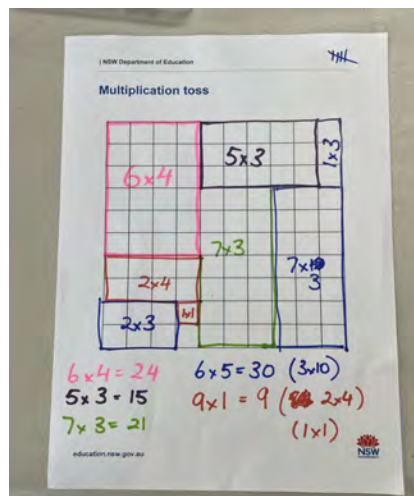 | NSW Department of Education
Multiplication toss
5x3
1x3
6x4
7x3
7x
3
2x4
2x3
1x1
6x4=24
6x5=30 (3x10)
5x3=15
9x1=9 ( 2x4)
7x3=21
(1x1)
education.nsw.gov.au
NSW